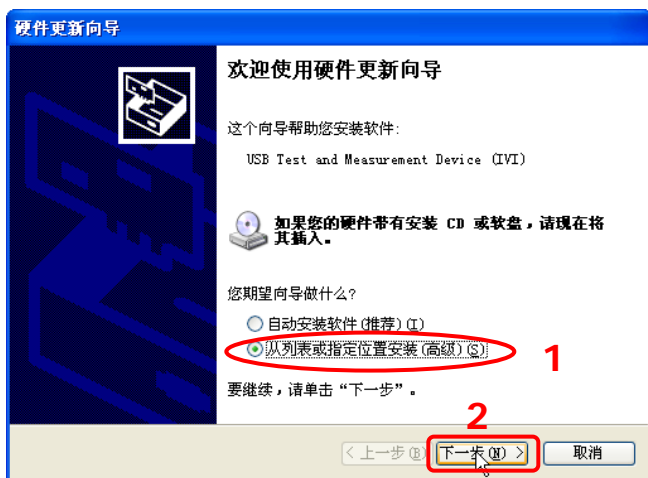 硬件更新向导
欢迎使用硬件更新向导
这个向导帮助您安装软件:
USB Test and Measurement Device (IVI)
如果您的硬件带有安装 CD 或软盘，请现在将
其插入。
您期望向导做什么?
自动安装软件(推荐)(I)
从列表或指定位置安装(高级)(S)
1
要继续，请单击“下一步”。
2
< 上一步(B) 下一步(N) > 取消